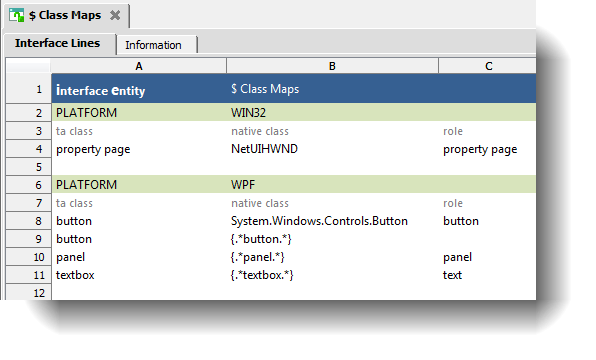 $ Class Maps
Interface Lines Information
A B C
1 interface entity $ Class Maps
2 PLATFORM WIN32
3 ta class native class role
4 property page NetUIHWND property page
5
6 PLATFORM WPF
7 ta class native class role
8 button System.Windows.Controls.Button button
9 button {.*button.*}
10 panel {.*panel.*} panel
11 textbox {.*textbox.*} text
12